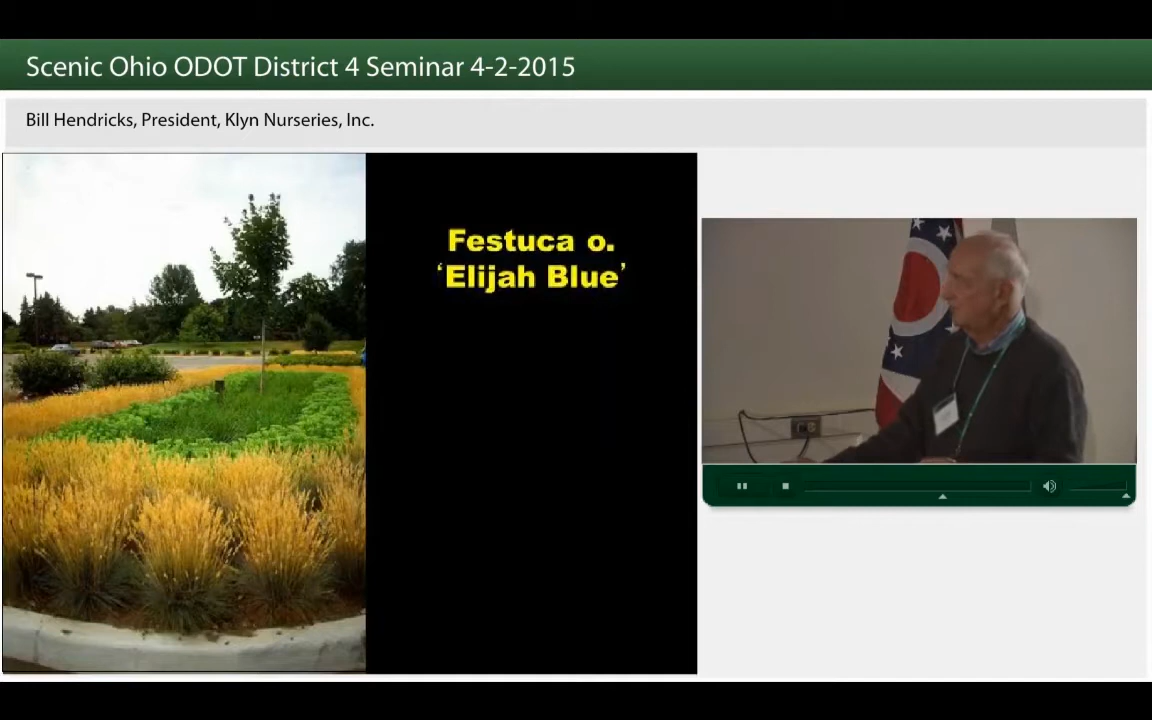 Scenic Ohio ODOT District 4 Seminar 4-2-2015
Bill Hendricks, President, Klyn Nurseries, Inc.
Festuca o.
‘Elijah Blue’